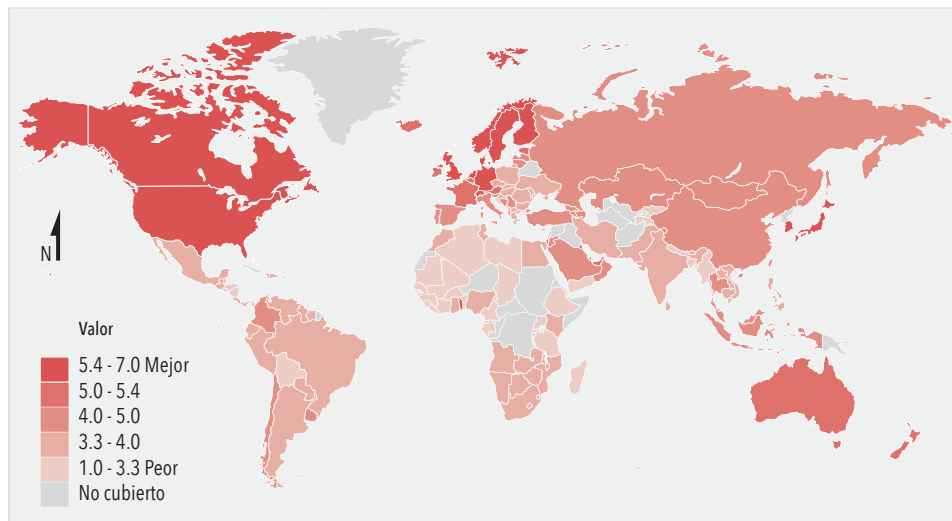 N
Valor
5.4 - 7.0 Mejor
5.0 - 5.4
4.0 - 5.0
3.3 - 4.0
1.0 - 3.3 Peor
No cubierto